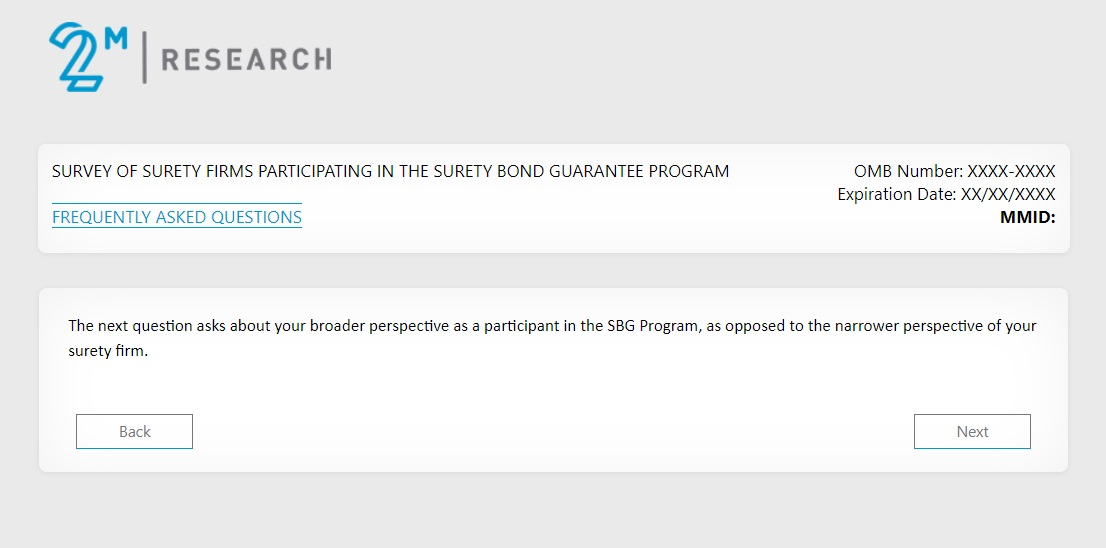 2M RESEARCH
SURVEY OF SURETY FIRMS PARTICIPATING IN THE SURETY BOND GUARANTEE PROGRAM
OMB Number: XXXX-XXXX
Expiration Date: XX/XX/XXXX
FREQUENTLY ASKED QUESTIONS
MMID:
The next question asks about your broader perspective as a participant in the SBG Program, as opposed to the narrower perspective of your
surety firm.
Back
Next